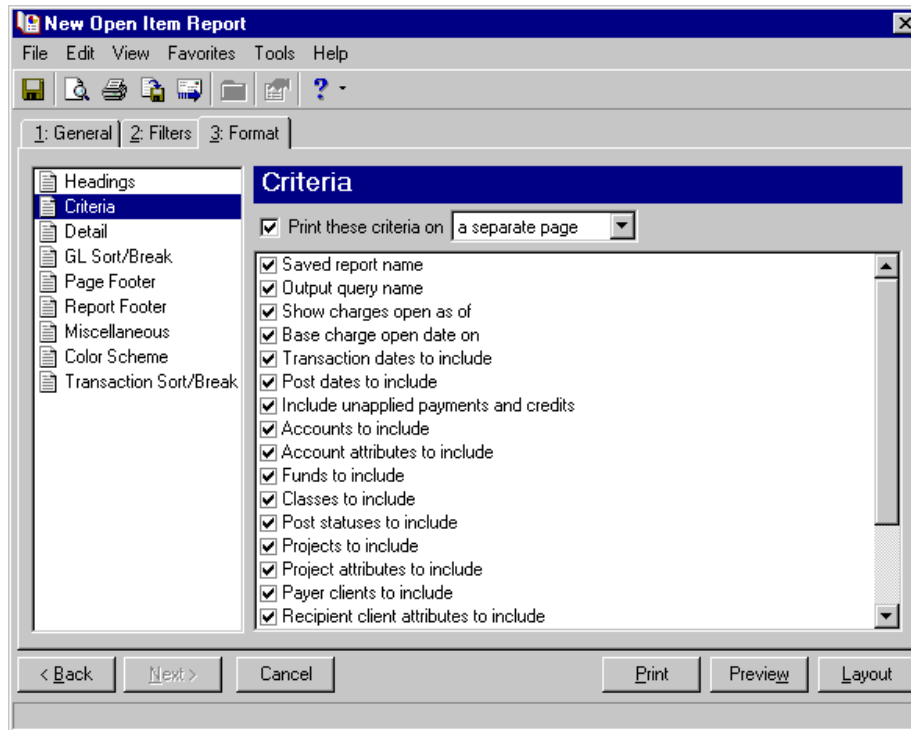 New Open Item Report
File Edit View Favorites Tools Help
?
1: General 2: Filters 3: Format
Headings
Criteria
Detail
GL Sort/Break
Page Footer
Report Footer
Miscellaneous
Color Scheme
Transaction Sort/Break
Criteria
Print these criteria on a separate page
Saved report name
Output query name
Show charges open as of
Base charge open date on
Transaction dates to include
Post dates to include
Include unapplied payments and credits
Accounts to include
Account attributes to include
Funds to include
Classes to include
Post statuses to include
Projects to include
Project attributes to include
Payer clients to include
Recipient client attributes to include
< Back Next > Cancel Print Preview Layout